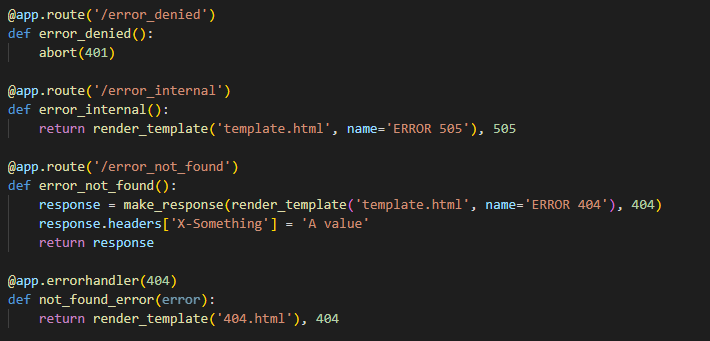 @app.route('/error_denied')
def error_denied():
    abort(401)

@app.route('/error_internal')
def error_internal():
    return render_template('template.html', name='ERROR 505'), 505

@app.route('/error_not_found')
def error_not_found():
    response = make_response(render_template('template.html', name='ERROR 404'), 404)
    response.headers['X-Something'] = 'A value'
    return response

@app.errorhandler(404)
def not_found_error(error):
    return render_template('404.html'), 404